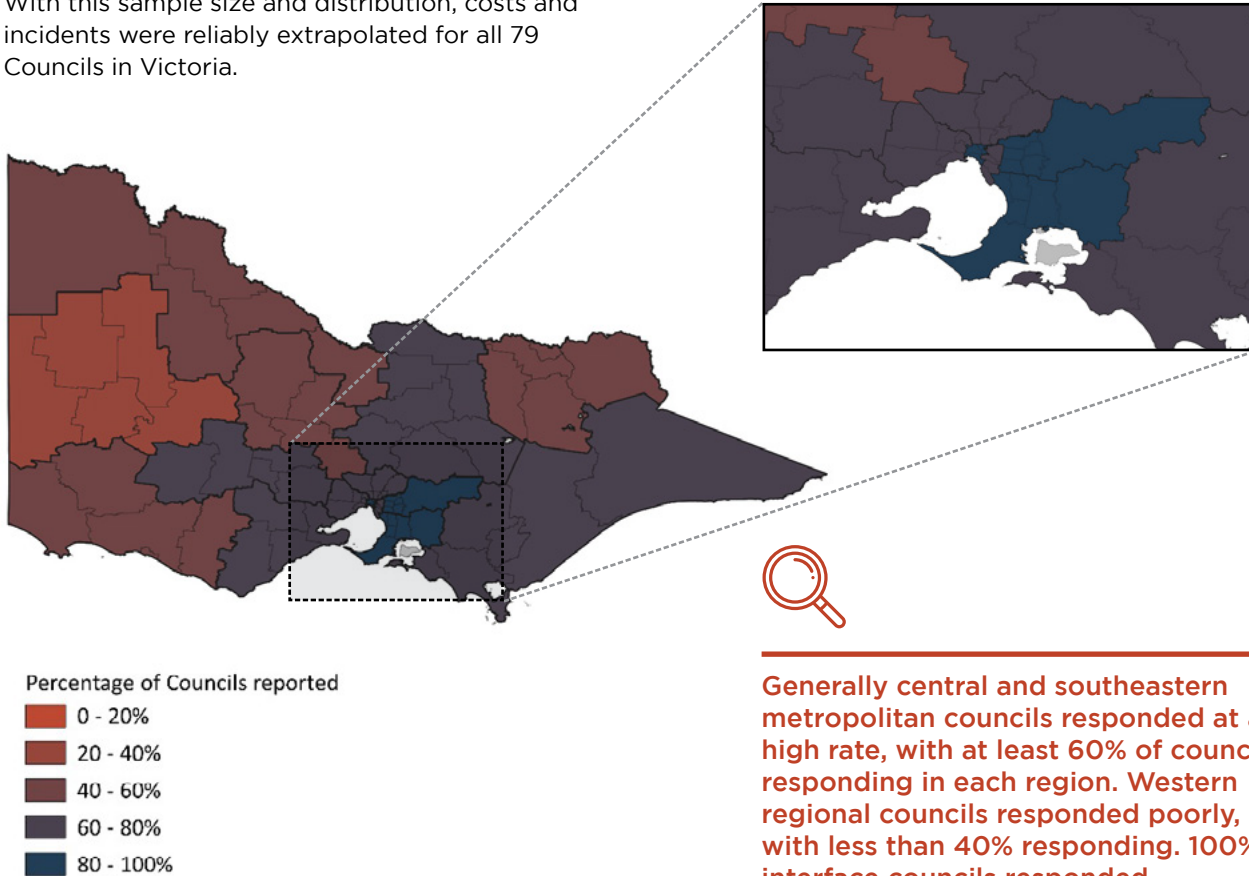 With this sample size and distribution, costs and
incidents were reliably extrapolated for all 79
Councils in Victoria.
Percentage of Councils reported
0 - 20%
20 - 40%
40 - 60%
60 - 80%
80 - 100%
Generally central and southeastern
metropolitan councils responded at a
high rate, with at least 60% of counc
responding in each region. Western
regional councils responded poorly,
with less than 40% responding. 100%
interface councils responded